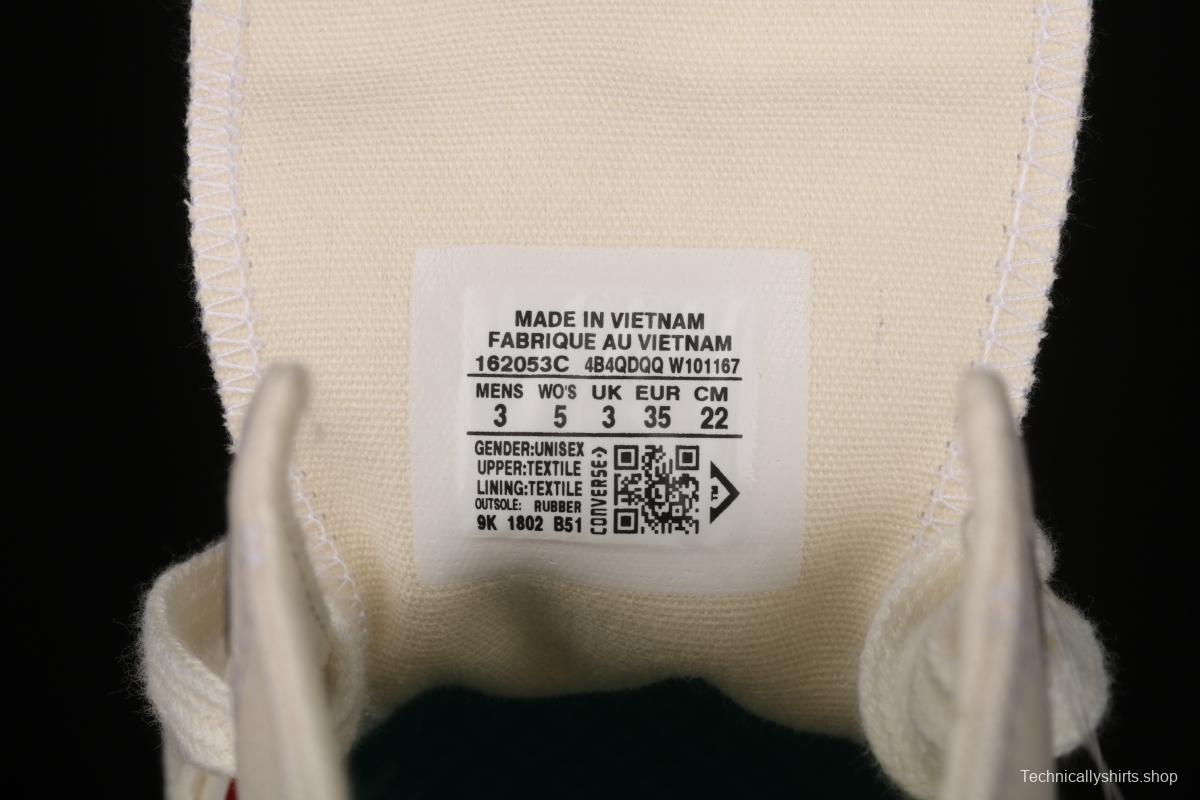 MADE IN VIETNAM
FABRIQUE AU VIETNAM
162053C 4B4QDQQ W101167
MENS WO'S UK EUR CM
3 5 3 35 22
GENDER:UNISEX
UPPER:TEXTILE
LINING:TEXTILE
OUTSOLE: RUBBER
9K 1802 B51
CONVERSE>
TM
Technicallyshirts.shop